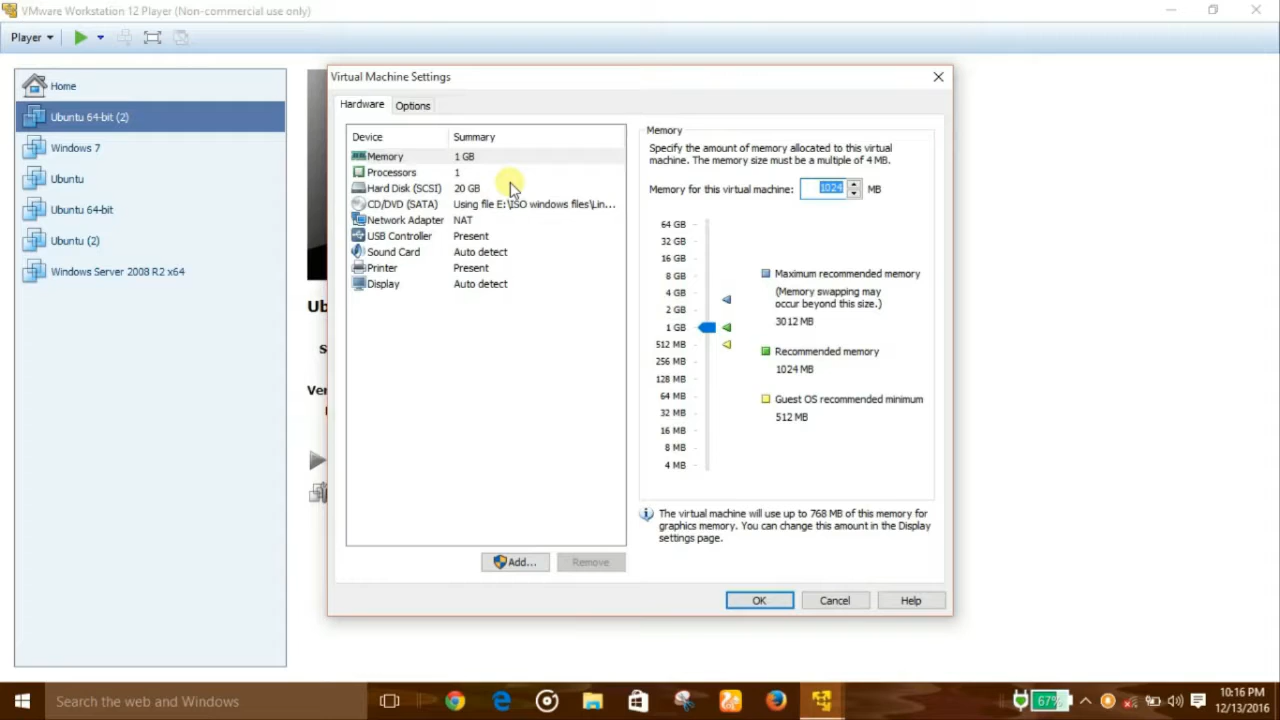 VMware Workstation 12 Player (Non-commercial use only)
Player
Home
Ubuntu 64-bit (2)
Windows 7
Ubuntu
Ubuntu 64-bit
Ubuntu (2)
Windows Server 2008 R2 x64
Ub
S
Ver
Virtual Machine Settings
Hardware
Options
Device Summary
Memory 1 GB
Processors 1
Hard Disk (SCSI) 20 GB
CD/DVD (SATA) Using file E:\ISO windows files\Lin...
Network Adapter NAT
USB Controller Present
Sound Card Auto detect
Printer Present
Display Auto detect
Add...
Remove
Memory
Specify the amount of memory allocated to this virtual
machine. The memory size must be a multiple of 4 MB.
Memory for this virtual machine: 1024 MB
64 GB
32 GB
16 GB
8 GB
4 GB
2 GB
1 GB
512 MB
256 MB
128 MB
64 MB
32 MB
16 MB
8 MB
4 MB
Maximum recommended memory
(Memory swapping may
occur beyond this size.)
3012 MB
Recommended memory
1024 MB
Guest OS recommended minimum
512 MB
The virtual machine will use up to 768 MB of this memory for
graphics memory. You can change this amount in the Display
settings page.
OK
Cancel
Help
Search the web and Windows
67%
10:16 PM
12/13/2016